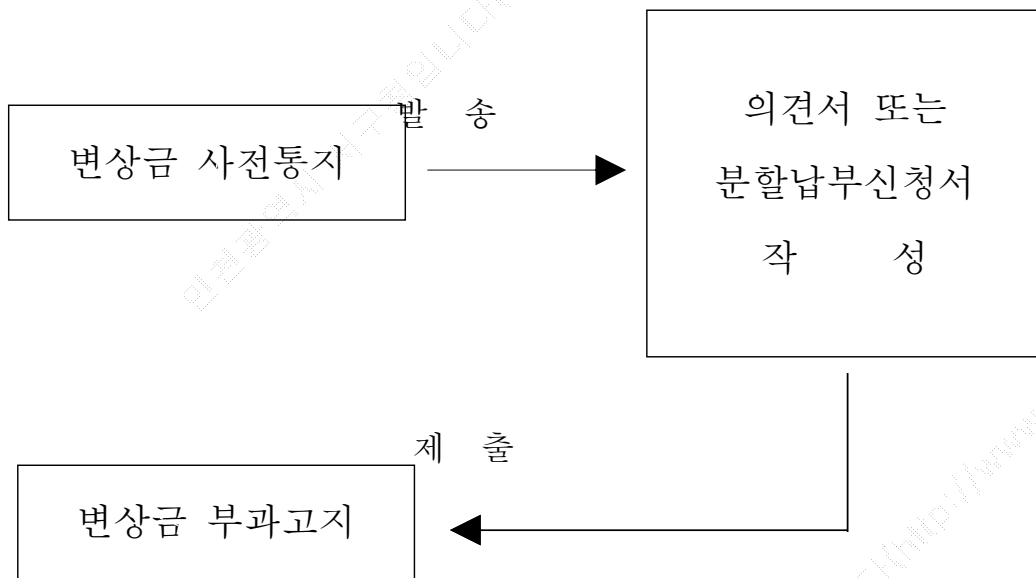 발 송
변상금 사전통지
의견서 또는
분할납부신청서
작 성
제 출
변상금 부과고지